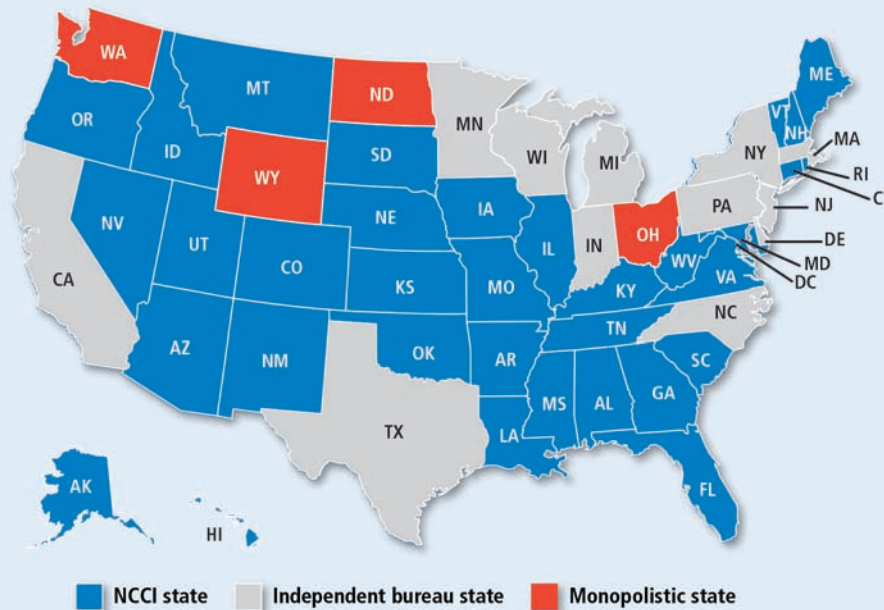 WA
MT
ND
MN
ME
VT
NH
OR
ID
WY
SD
WI
MI
NY
MA
RI
C
NJ
PA
IA
NE
NV
UT
CO
CA
IL
IN
OH
DE
MD
DC
WV
VA
KS
MO
KY
NC
TN
AZ
NM
OK
AR
SC
MS
AL
GA
TX
LA
FL
AK
HI
NCCI state
Independent bureau state
Monopolistic state